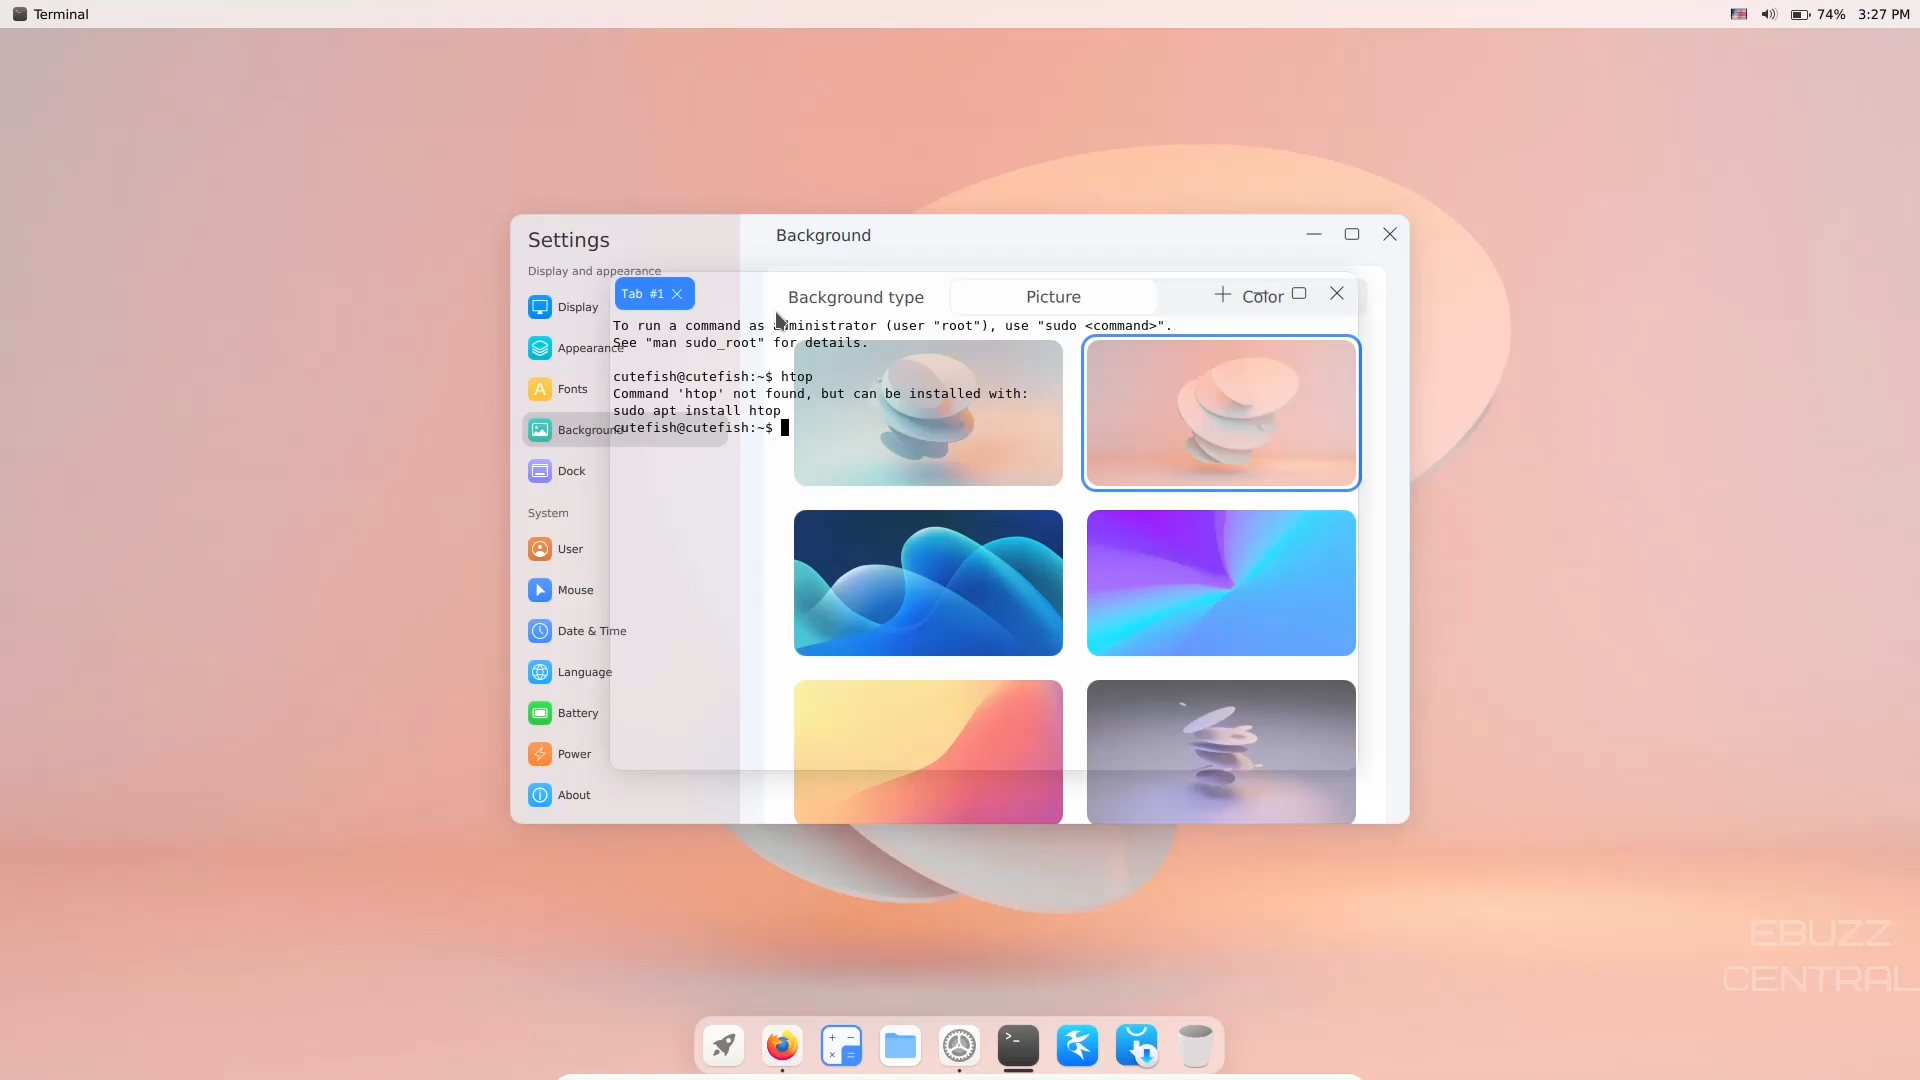 Terminal
74%
3:27 PM
Settings
Background
Display and appearance
Tab #1
Background type
Picture
Color
Display
To run a command as administrator (user "root"), use "sudo <command>".
See "man sudo_root" for details.
Appearance
cutefish@cutefish:~$ htop
Fonts
Command 'htop' not found, but can be installed with:
sudo apt install htop
Background
cutefish@cutefish:~$
Dock
System
User
Mouse
Date & Time
Language
Battery
Power
About
EBUZZ
CENTRAL